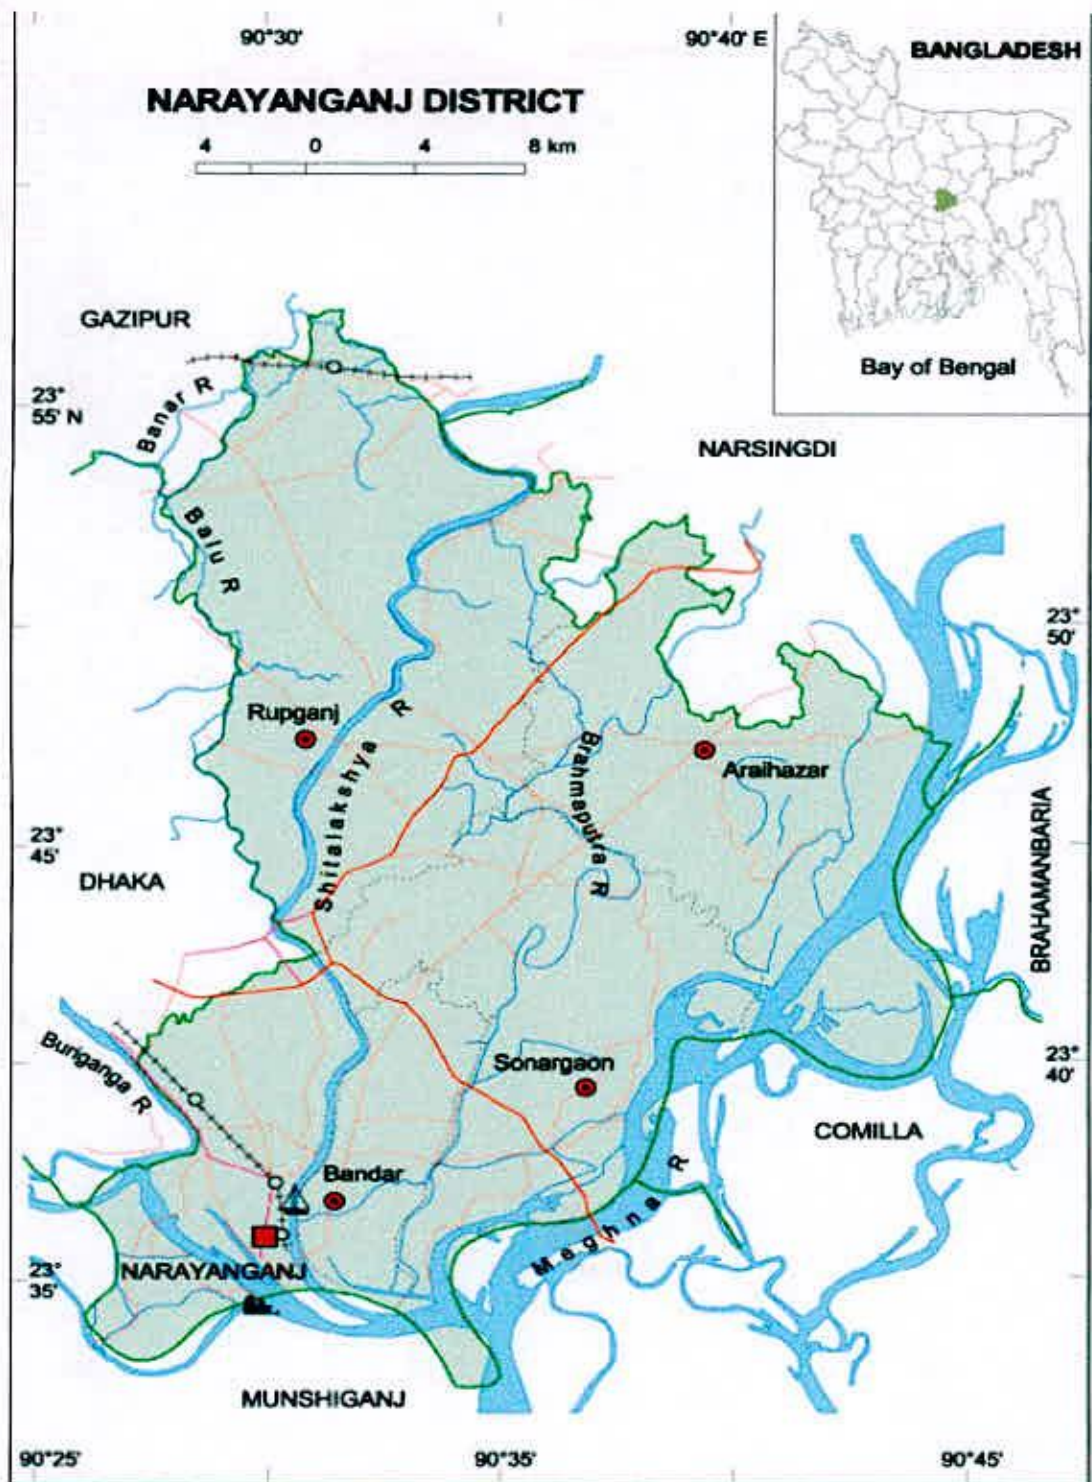 90°30'
90°40' E
BANGLADESH
NARAYANGANJ DISTRICT
4 0 4 8 km
GAZIPUR
Bay of Bengal
23°
55' N
Banar R
NARSINGDI
Balu R
23°
50'
Rupganj
Shitalakshya R
Brahmaputra R
Araihazar
BRAHAMANBARIA
23°
45'
DHAKA
Buriganga R
Sonargaon
23°
40'
COMILLA
Bandar
Meghna R
NARAYANGANJ
23°
35'
MUNSHIGANJ
90°25'
90°35'
90°45'